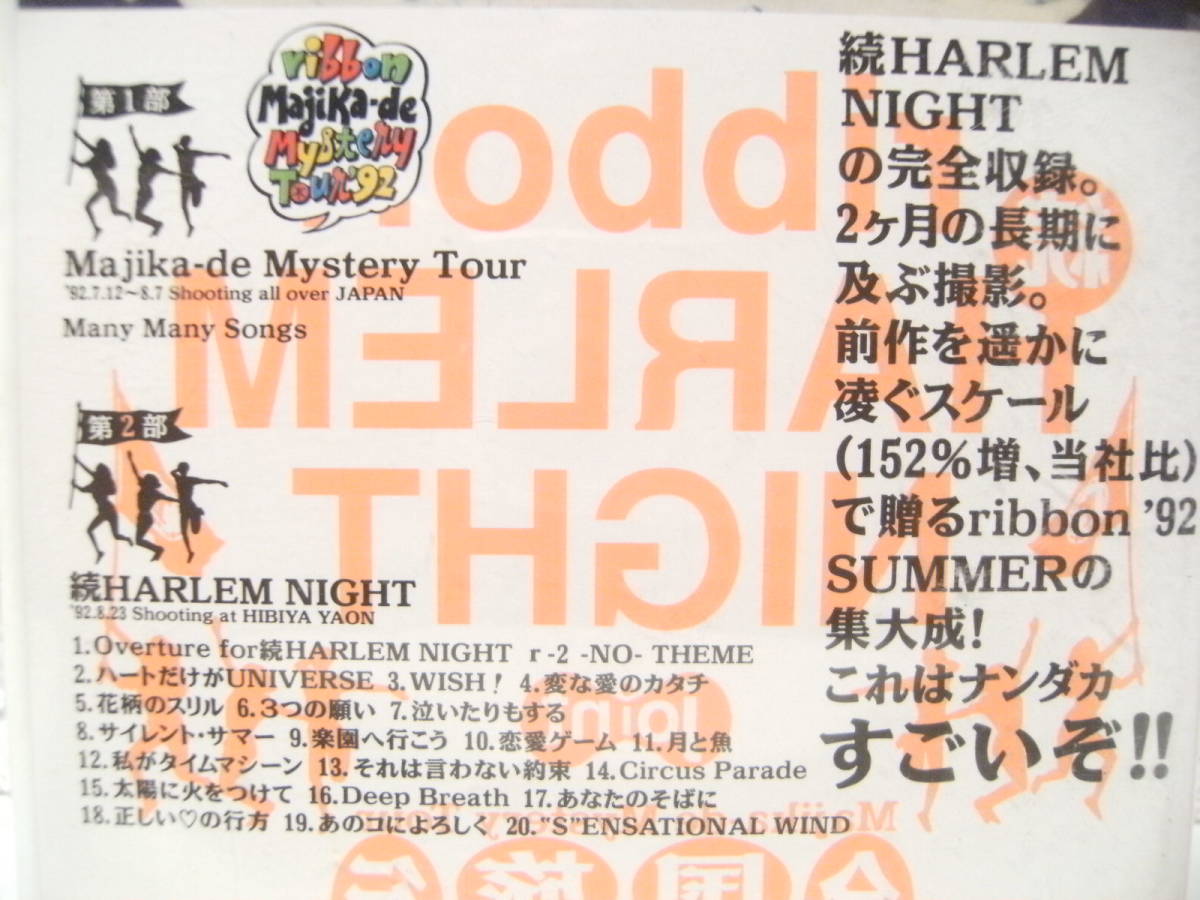 第1部
ribbon
Majika-de
Mystery
Tour '92
Majika-de Mystery Tour
'92.7.12～8.7 Shooting all over JAPAN
Many Many Songs
第2部
続HARLEM NIGHT
'92.8.23 Shooting at HIBIYA YAON
1.Overture for続HARLEM NIGHT r-2 -NO- THEME
2.ハートだけがUNIVERSE 3.WISH! 4.変な愛のカタチ
5.花柄のスリル 6.3つの願い 7.泣いたりもする
8.サイレント・サマー 9.楽園へ行こう 10.恋愛ゲーム 11.月と魚
12.私がタイムマシーン 13.それは言わない約束 14.Circus Parade
15.太陽に火をつけて 16.Deep Breath 17.あなたのそばに
18.正しい♡の行方 19.あのコによろしく 20."S"ENSATIONAL WIND
続HARLEM
NIGHT
の完全収録。
2ヶ月の長期に
及ぶ撮影。
前作を遥かに
凌ぐスケール
(152%増、当社比)
で贈るribbon '92
SUMMERの
集大成!
これはナンダカ
すごいぞ!!
ribbon
続
HARLEM
NIGHT
Majika-de Mystery Tour